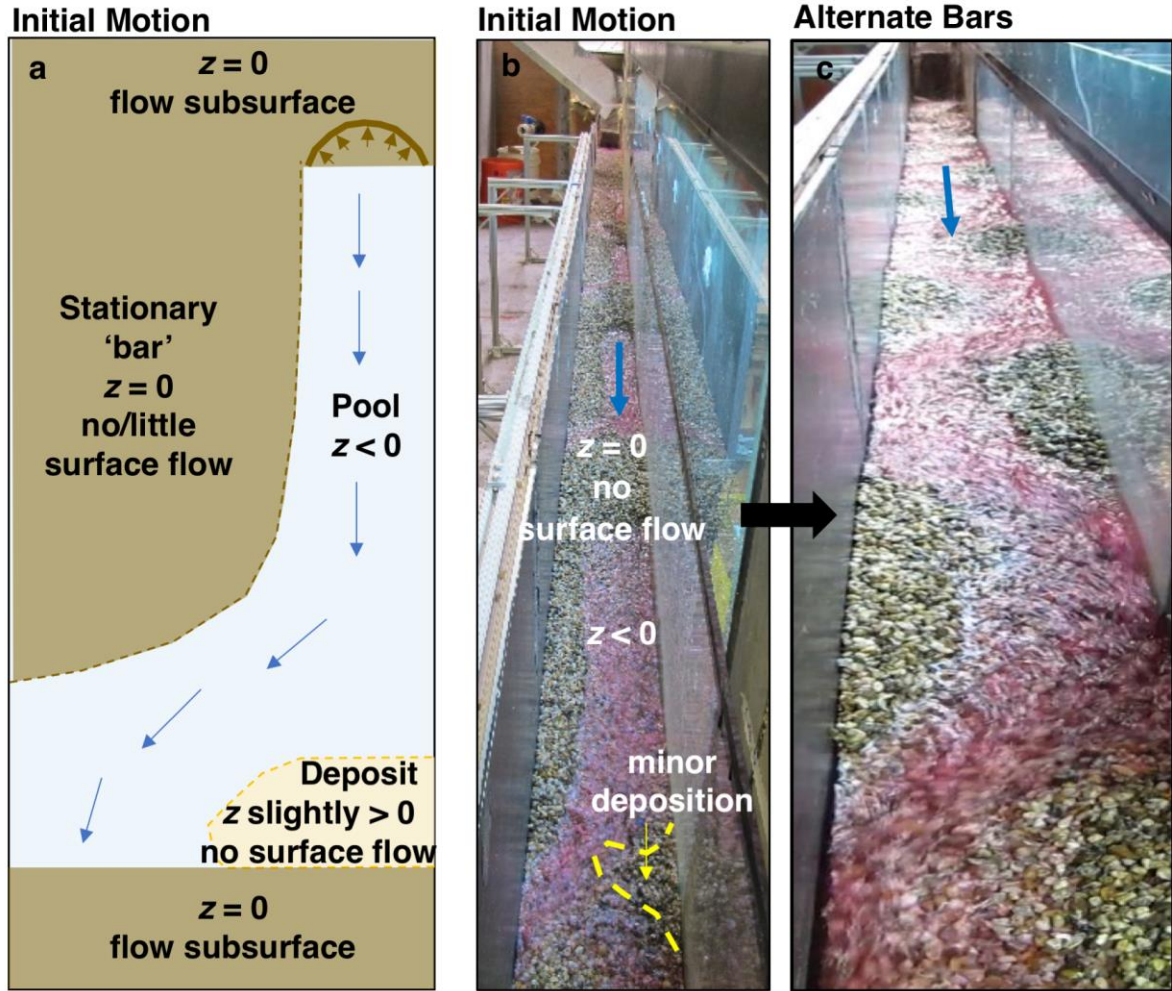 Initial Motion
a
z = 0
flow subsurface
Stationary
‘bar’
z = 0
no/little
surface flow
Pool
z < 0
Deposit
z slightly > 0
no surface flow
z = 0
flow subsurface
Initial Motion
b
z = 0
no
surface flow
z < 0
minor
deposition
Alternate Bars
c